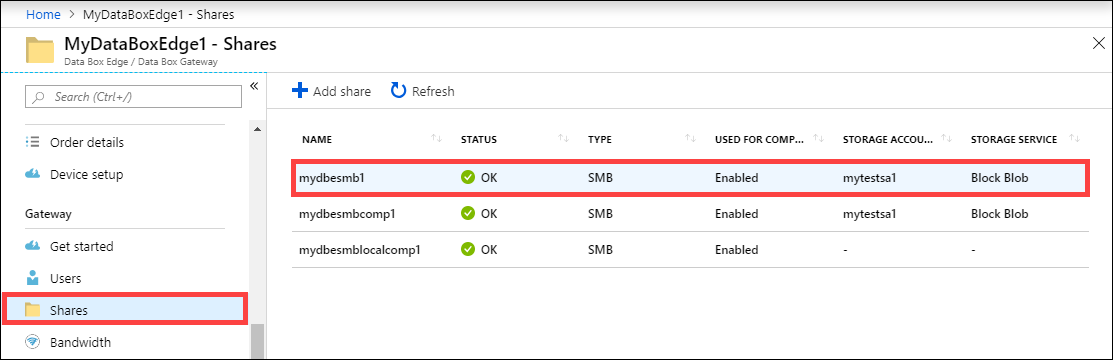 Home > MyDataBoxEdge1 - Shares
MyDataBoxEdge1 - Shares
Data Box Edge / Data Box Gateway
Search (Ctrl+/)
Order details
Device setup
Gateway
Get started
Users
Shares
Bandwidth
Add share Refresh
NAME STATUS TYPE USED FOR COMP... STORAGE ACCOU... STORAGE SERVICE
mydbesmb1 OK SMB Enabled mytestsa1 Block Blob
mydbesmbcomp1 OK SMB Enabled mytestsa1 Block Blob
mydbesmblocalcomp1 OK SMB Enabled - -